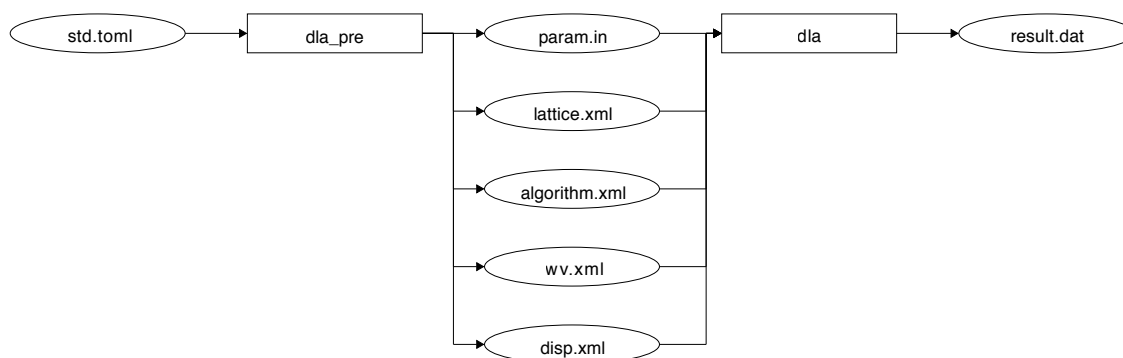 std.toml
dla_pre
param.in
dla
result.dat
lattice.xml
algorithm.xml
wv.xml
disp.xml